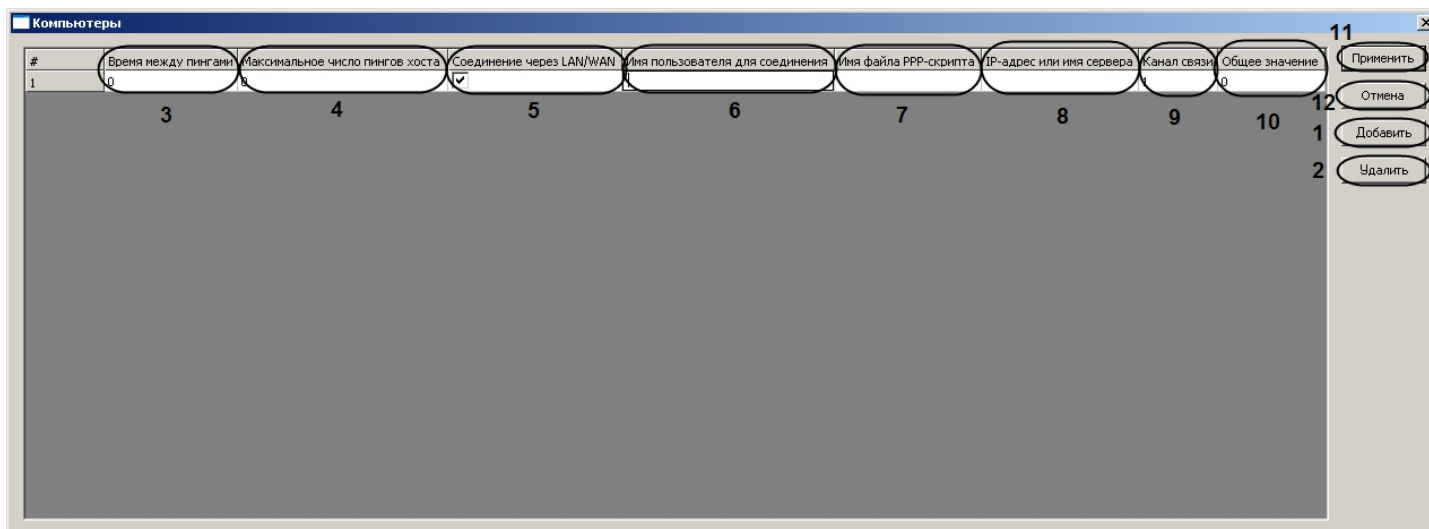 Компьютеры
11
# Время между пингами Максимальное число пингов хоста Соединение через LAN/WAN Имя пользователя для соединения Имя файла PPP-скрипта IP-адрес или имя сервера Канал связи Общее значение Применить
1 0 0 1 0
12 Отмена
3 4 5 6 7 8 9 10
1 Добавить
2 Удалить